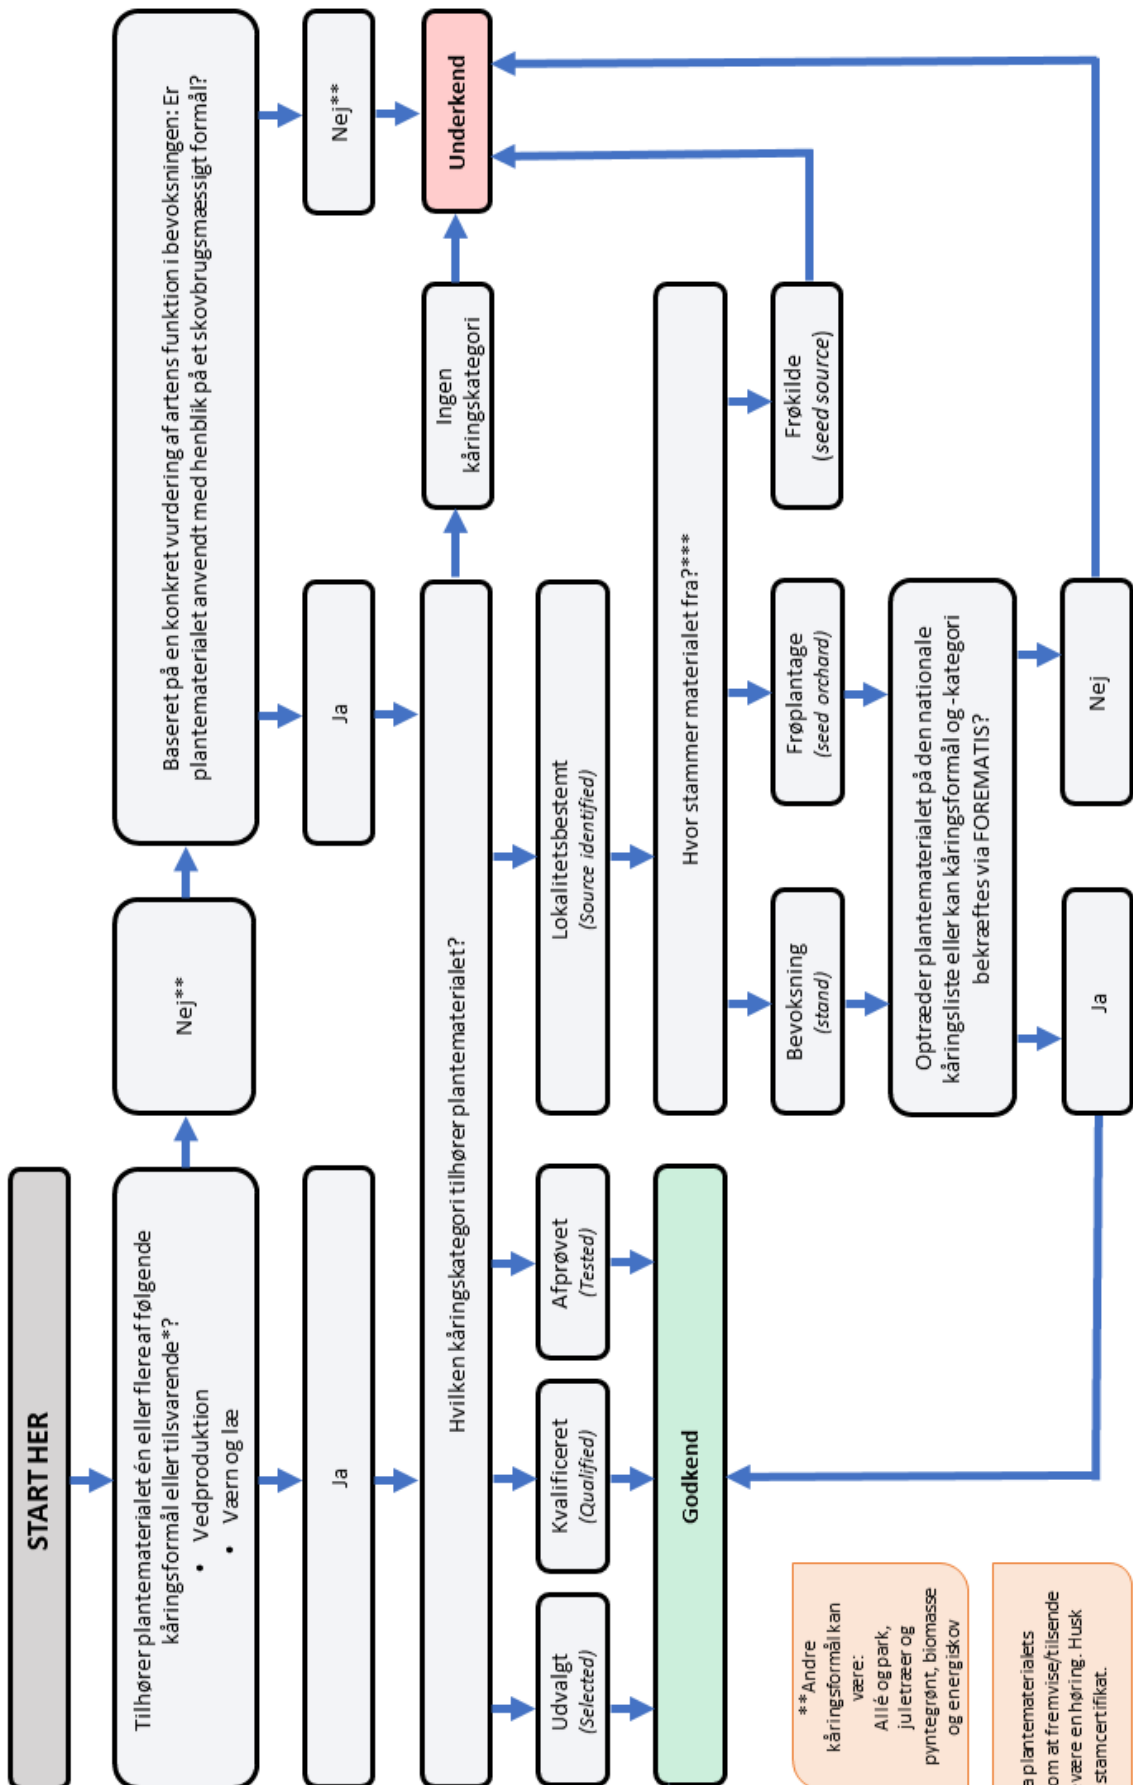 START HER
Tilhører plantematerialet én eller flere af følgende
kåringsformål eller tilsvarende*?
• Vedproduktion
• Værn og læ
Nej**
Baseret på en konkret vurdering af artens funktion i bevoksningen: Er
plantematerialet anvendt med henblik på et skovbrugsmæssigt formål?
Ja
Ja
Nej**
Hvilken kåringskategori tilhører plantematerialet?
Ingen
kåringskategori
Underkend
Udvalgt
(Selected)
Kvalificeret
(Qualified)
Afprøvet
(Tested)
Lokalitetsbestemt
(Source identified)
Godkend
Hvor stammer materialet fra?***
Bevoksning
(stand)
Frøplantage
(seed orchard)
Frøkilde
(seed source)
Optræder plantematerialet på den nationale
kåringsliste eller kan kåringsformål og -kategori
bekræftes via FOREMATIS?
Ja
Nej
**Andre
kåringsformål kan
være:
Allé og park,
juletræer og
pyntegrønt, biomasse
og energiskov
plantematerialets
om at fremvise/tilsende
være en høring. Husk
stamcertifikat.